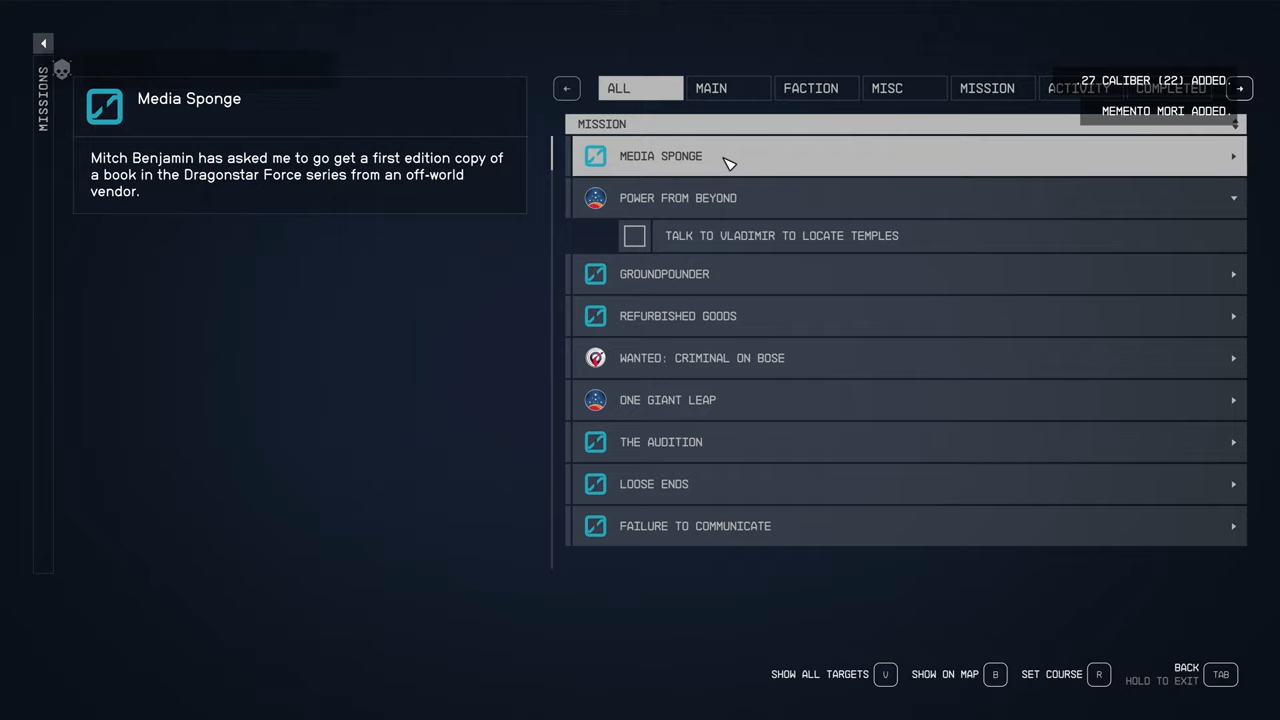 MISSIONS
Media Sponge
Mitch Benjamin has asked me to go get a first edition copy of
a book in the Dragonstar Force series from an off-world
vendor.
ALL
MAIN
FACTION
MISC
MISSION
ACTIVITY
COMPLETED
.27 CALIBER (22) ADDED.
MEMENTO MORI ADDED.
MISSION
MEDIA SPONGE
POWER FROM BEYOND
TALK TO VLADIMIR TO LOCATE TEMPLES
GROUNDPOUNDER
REFURBISHED GOODS
WANTED: CRIMINAL ON BOSE
ONE GIANT LEAP
THE AUDITION
LOOSE ENDS
FAILURE TO COMMUNICATE
SHOW ALL TARGETS V
SHOW ON MAP B
SET COURSE R
BACK
HOLD TO EXIT
TAB